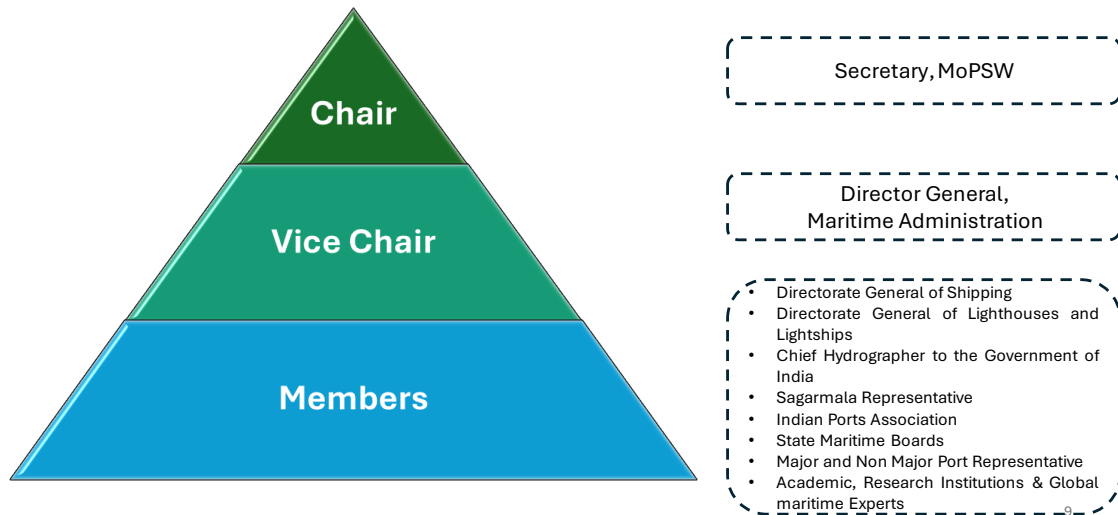 Chair
Secretary, MoPSW
Vice Chair
Director General,
Maritime Administration
Members
• Directorate General of Shipping
• Directorate General of Lighthouses and
Lightships
• Chief Hydrographer to the Government of
India
• Sagarmala Representative
• Indian Ports Association
• State Maritime Boards
• Major and Non Major Port Representative
• Academic, Research Institutions & Global
maritime Experts
9